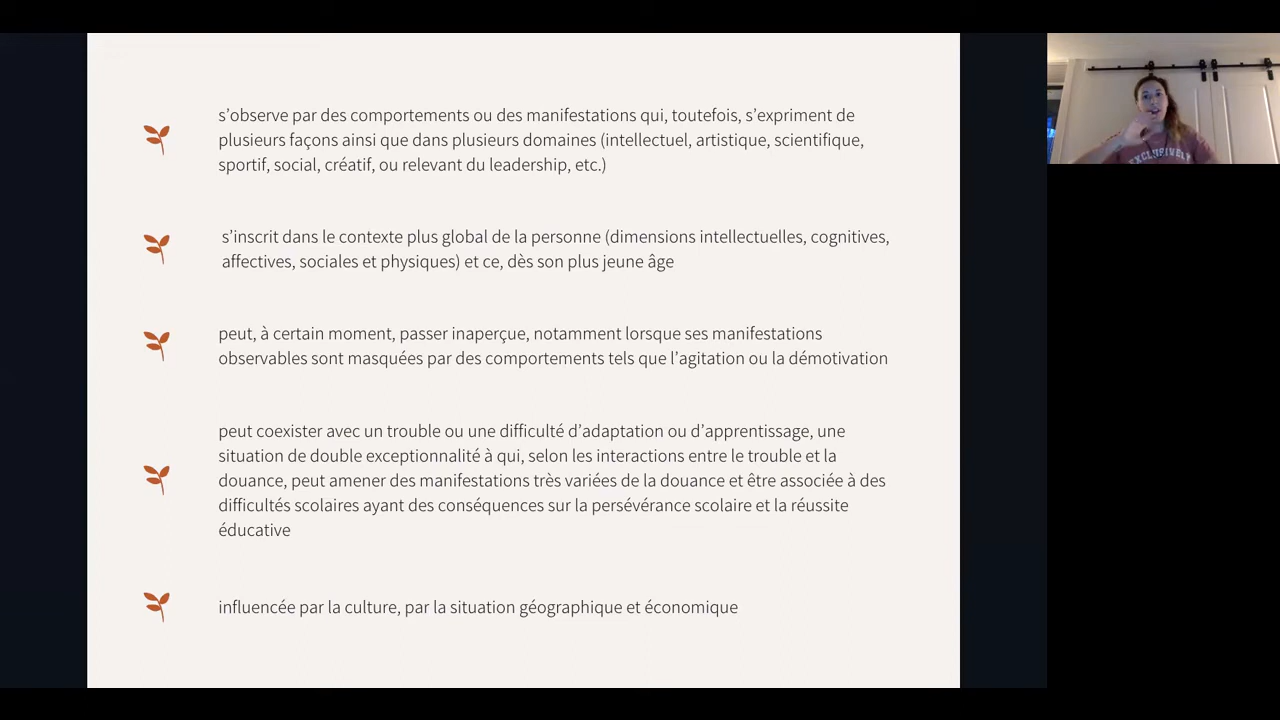 s'observe par des comportements ou des manifestations qui, toutefois, s'expriment de
plusieurs façons ainsi que dans plusieurs domaines (intellectuel, artistique, scientifique,
sportif, social, créatif, ou relevant du leadership, etc.)
s'inscrit dans le contexte plus global de la personne (dimensions intellectuelles, cognitives,
affectives, sociales et physiques) et ce, dès son plus jeune âge
peut, à certain moment, passer inaperçue, notamment lorsque ses manifestations
observables sont masquées par des comportements tels que l'agitation ou la démotivation
peut coexister avec un trouble ou une difficulté d'adaptation ou d'apprentissage, une
situation de double exceptionnalité à qui, selon les interactions entre le trouble et la
douance, peut amener des manifestations très variées de la douance et être associée à des
difficultés scolaires ayant des conséquences sur la persévérance scolaire et la réussite
éducative
influencée par la culture, par la situation géographique et économique
EXCLUSIVELY